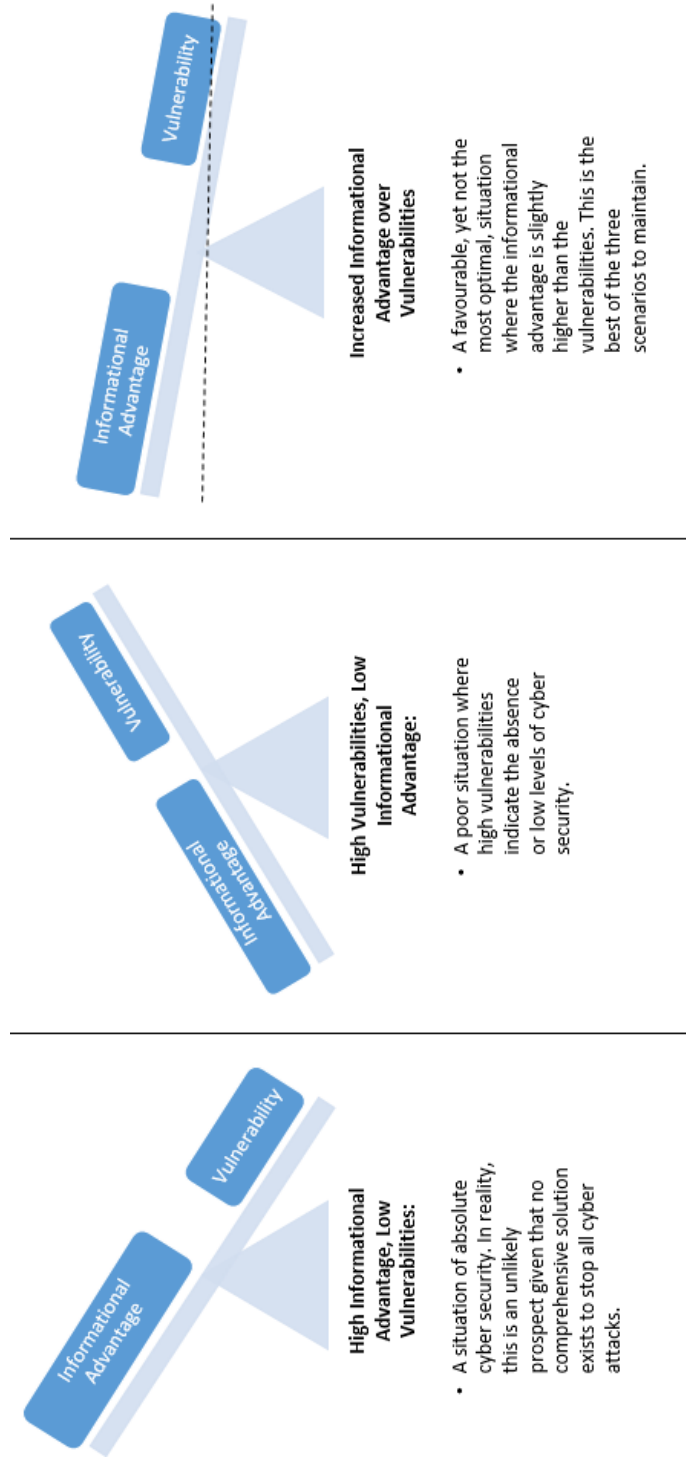 Informational
Advantage
Vulnerability
High Informational
Advantage, Low
Vulnerabilities:
• A situation of absolute
cyber security. In reality,
this is an unlikely
prospect given that no
comprehensive solution
exists to stop all cyber
attacks.
Informational
Advantage
Vulnerability
High Vulnerabilities, Low
Informational
Advantage:
• A poor situation where
high vulnerabilities
indicate the absence
or low levels of cyber
security.
Informational
Advantage
Vulnerability
Increased Informational
Advantage over
Vulnerabilities
• A favourable, yet not the
most optimal, situation
where the informational
advantage is slightly
higher than the
vulnerabilities. This is the
best of the three
scenarios to maintain.